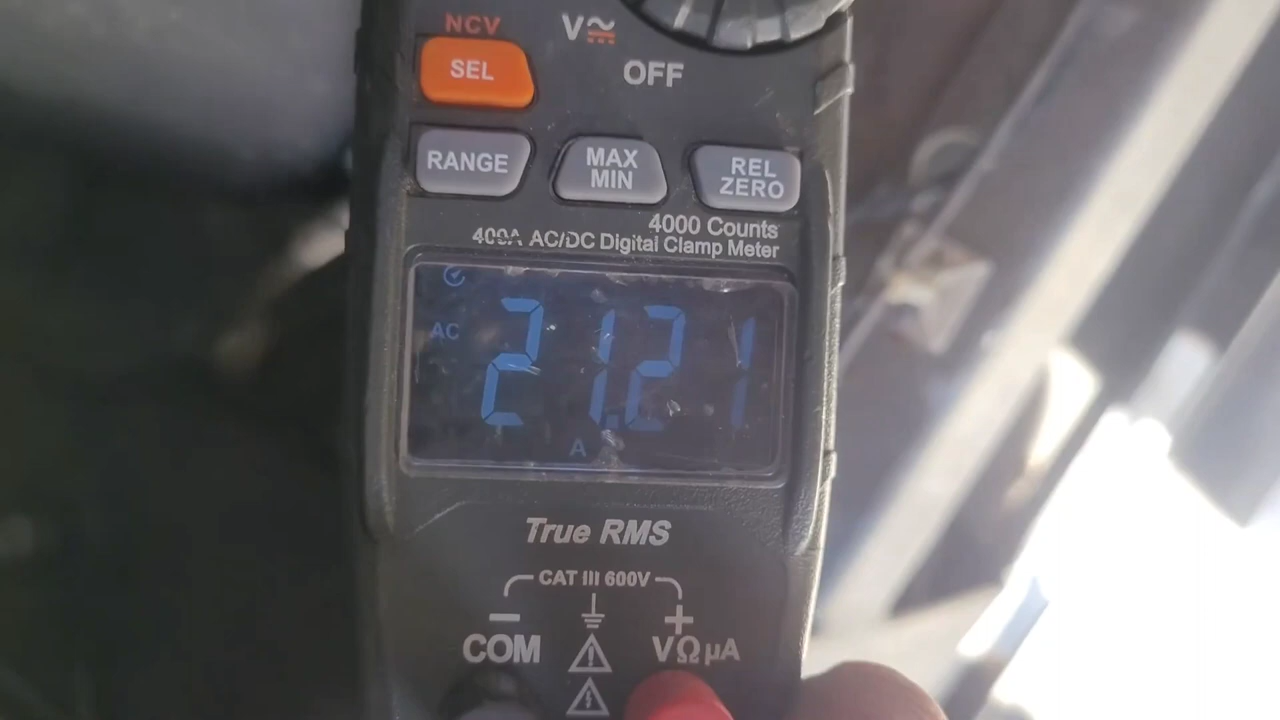 NCV
V
OFF
SEL
RANGE
MAX
MIN
REL
ZERO
4000 Counts
400A AC/DC Digital Clamp Meter
AC
21.21
A
True RMS
CAT III 600V
− +
COM
VΩµA